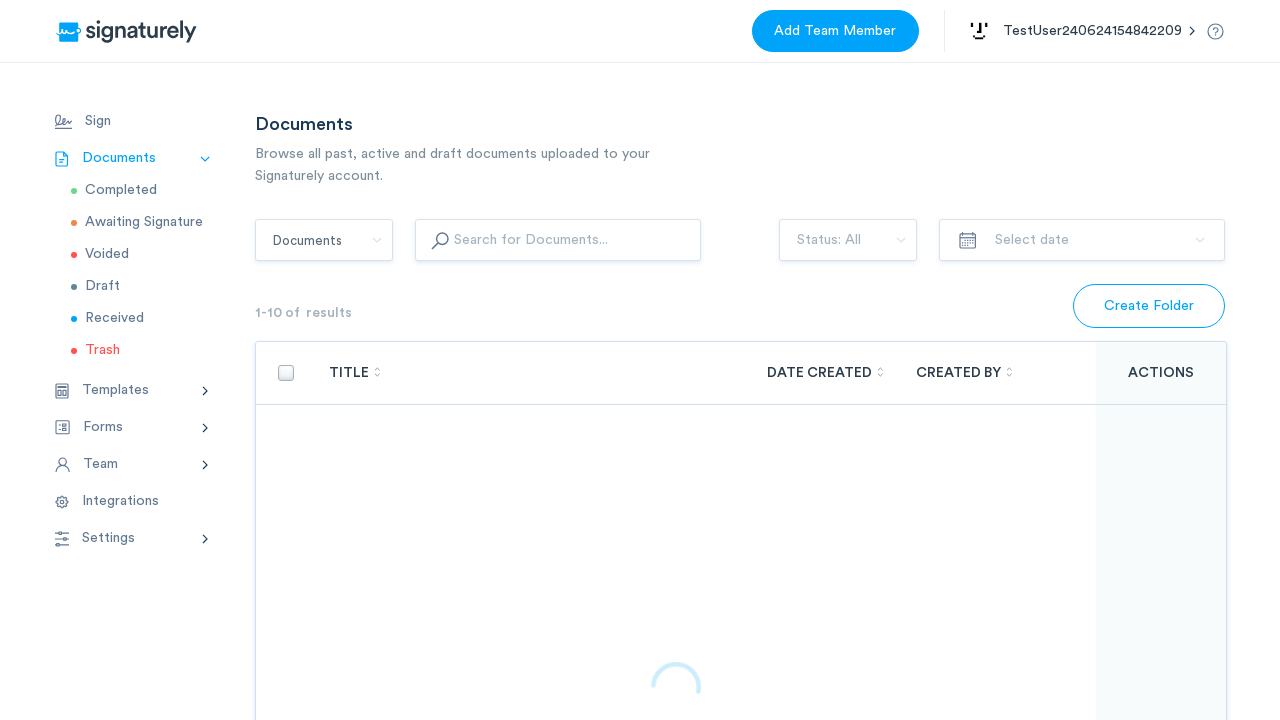 signaturely
Add Team Member
TestUser240624154842209
Sign
Documents
Completed
Awaiting Signature
Voided
Draft
Received
Trash
Templates
Forms
Team
Integrations
Settings
Documents
Browse all past, active and draft documents uploaded to your
Signaturely account.
Documents
Search for Documents...
Status: All
Select date
1-10 of results
Create Folder
TITLE
DATE CREATED
CREATED BY
ACTIONS